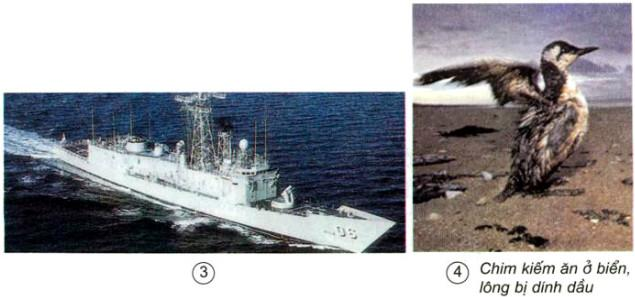 06
③
④ Chim kiếm ăn ở biển,
lông bị dính dầu